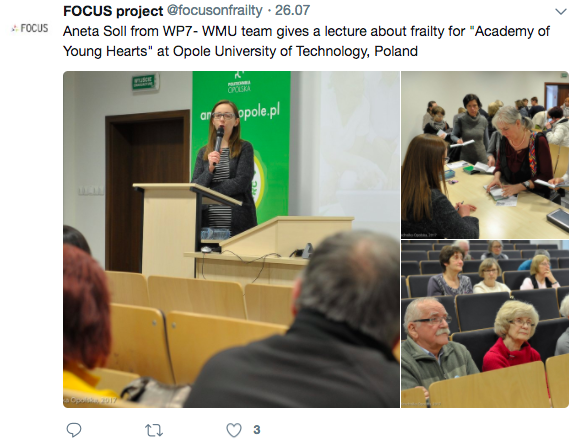 FOCUS project @focusonfrailty · 26.07
FOCUS
Aneta Soll from WP7- WMU team gives a lecture about frailty for "Academy of
Young Hearts" at Opole University of Technology, Poland
POLITECHNIKA
OPOLSKA
opole.pl
2017
3